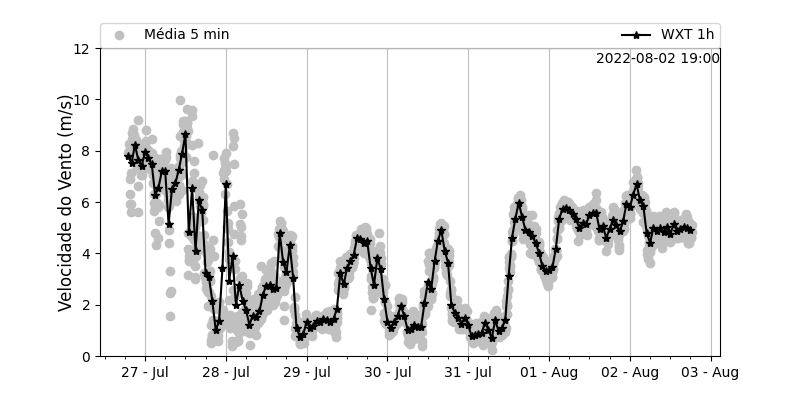 Média 5 min
WXT 1h
2022-08-02 19:00
Velocidade do Vento (m/s)
12
10
8
6
4
2
0
27 - Jul
28 - Jul
29 - Jul
30 - Jul
31 - Jul
01 - Aug
02 - Aug
03 - Aug